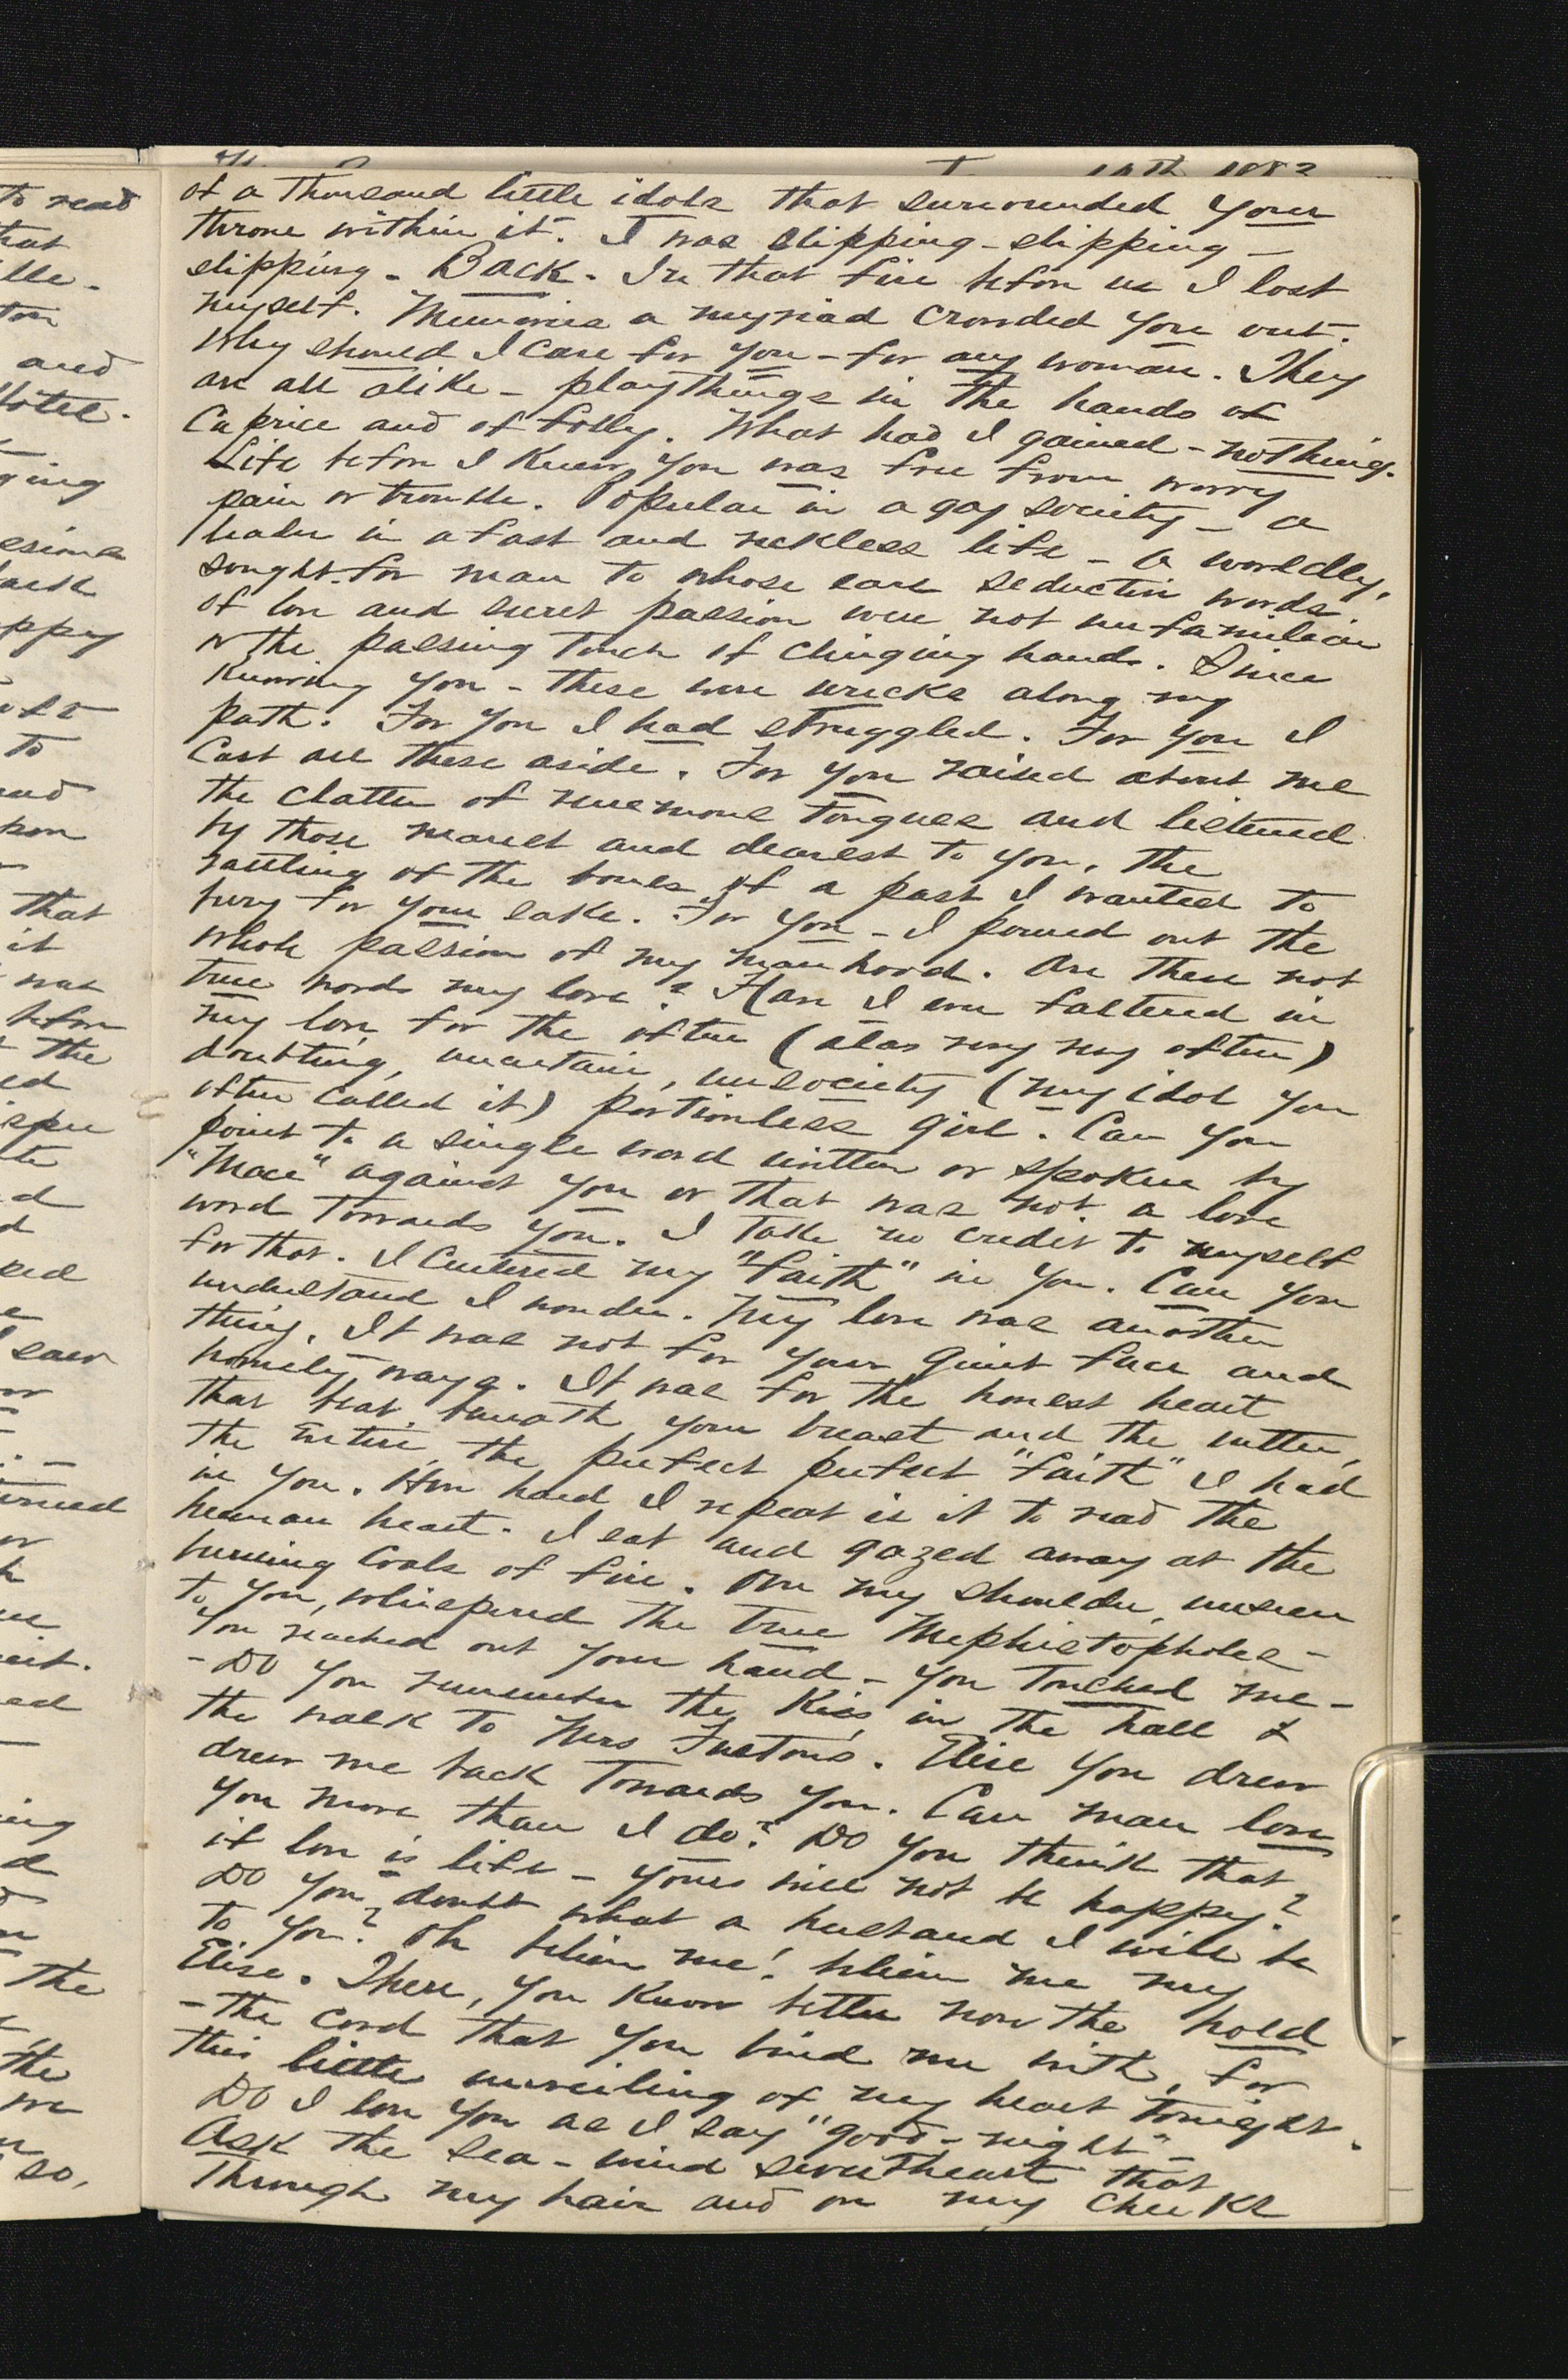 of a thousand little idols that surrounded your
throne within it. I was slipping - slipping -
slipping - Back. In that fire before us I lost
myself. Memories a myriad crowded you out.
Why should I care for you - for any woman. They
are all alike - playthings in the hands of
Caprice and of folly. What had I gained - nothing.
Life before I knew you was free from worry
pain or trouble. Popular in a gay society - a
leader in a fast and reckless life - a worldly,
sought for man to whose ears seductive words
of love and secret passion were not unfamiliar
or the passing touch of clinging hands. Since
knowing you - these were wrecks along my
path. For you I had struggled. For you I
cast all these aside. For you raised about me
the clatter of venemous tongues and listened
by those nearest and dearest to you. the
rattling of the bones of a past I wanted to
bury for your sake. For you - I poured out the
whole passion of my manhood. Are these not
true words my love? Have I ever faltered in
my love for the often (alas very very often)
doubting, uncertain, unsociety (my idol you
often called it) portionless girl. Can you
point to a single word written or spoken by
"Mace" against you or that was not a love
word towards you. I take no credit to myself
for that. I centered my "faith" in you. Can you
understand I wonder. My love was another
thing. It was not for your quiet face and
homely ways. It was for the honest heart
that beat beneath your breast and the utter,
the entire, the perfect perfect "faith" I had
in you. How hard I repeat is it to read the
human heart. I sat and gazed away at the
burning coals of fire. Over my shoulder, unseen
to you, whispered the true Mephistopholes -
You reached out your hand - you touched me -
- Do you remember the kiss in the hall &
the walk to Mrs Fustons. Elise you drew
drew me back towards you. Can man love
you more than I do? Do you think that
if love is life - yours will not be happy?
Do you doubt what a husband I will be
to you? Oh believe me! believe me my
Elise. There, you know better now the hold
- the cord that you bind me with, for
this little unveiling of my heart tonight.
Do I love you as I say "good-night" -
Ask the sea-wind sweetheart that
through my hair and on my cheeks